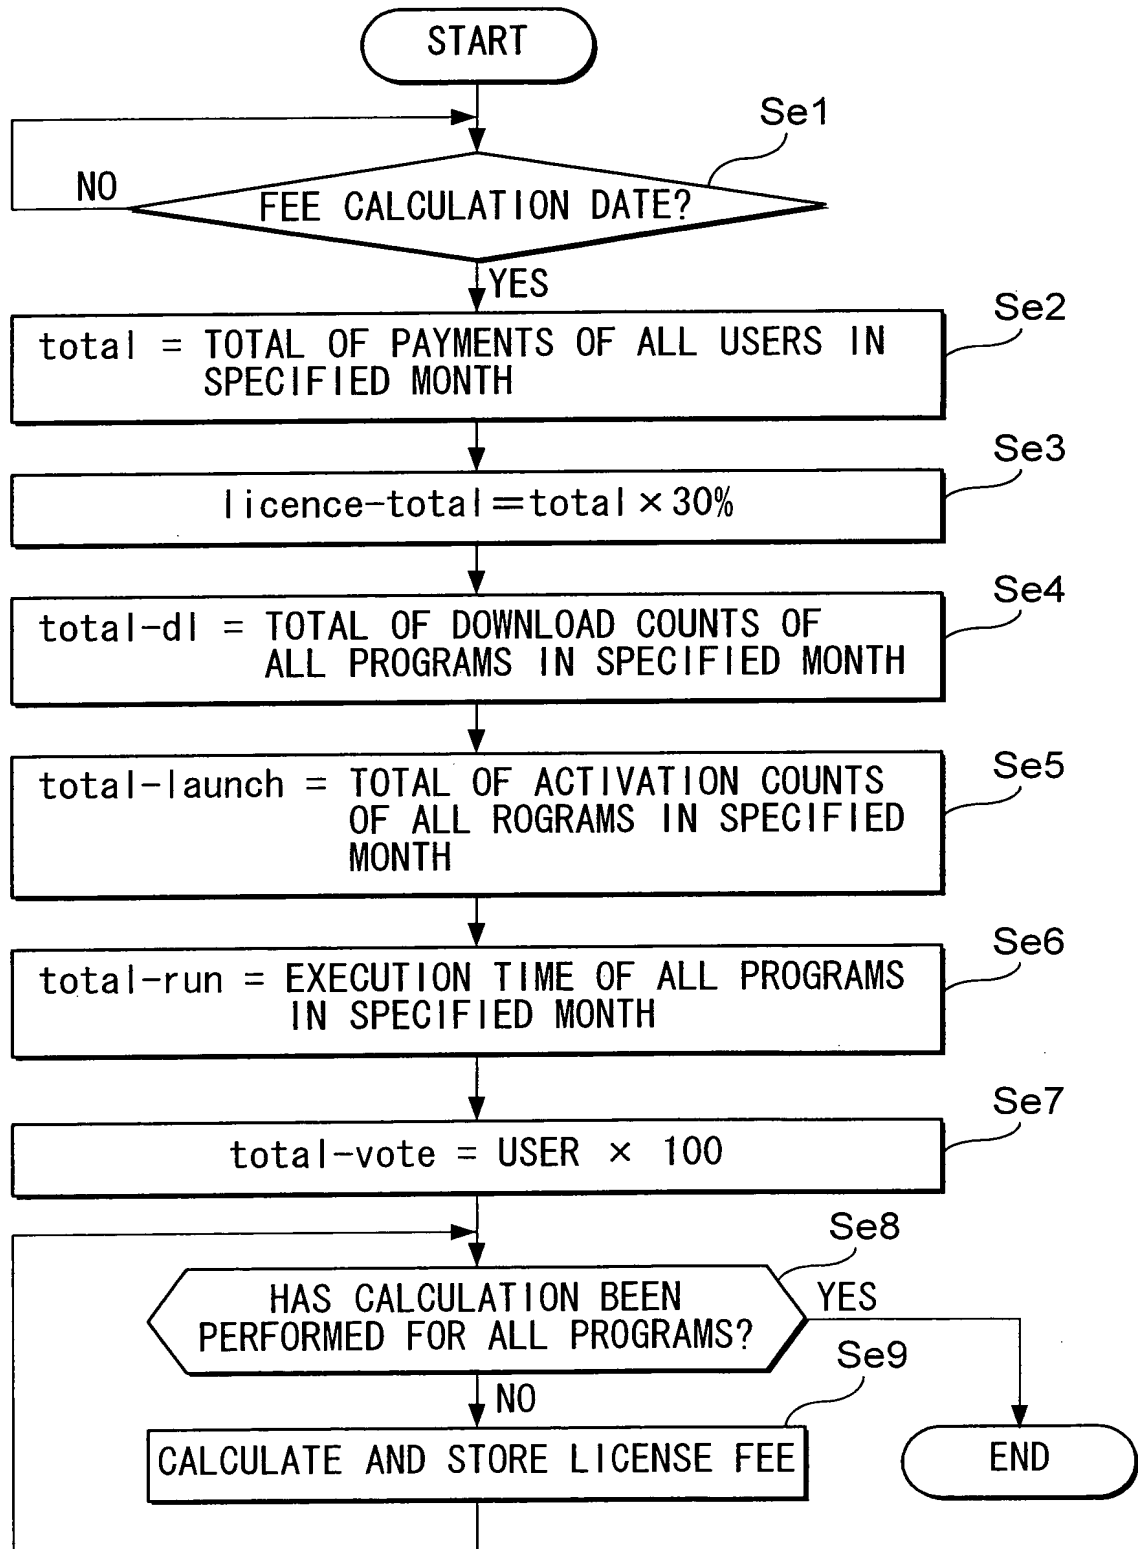 START
Se1
NO
FEE CALCULATION DATE?
YES
Se2
total = TOTAL OF PAYMENTS OF ALL USERS IN
SPECIFIED MONTH
Se3
licence-total=total×30%
Se4
total-dl = TOTAL OF DOWNLOAD COUNTS OF
ALL PROGRAMS IN SPECIFIED MONTH
Se5
total-launch = TOTAL OF ACTIVATION COUNTS
OF ALL ROGRAMS IN SPECIFIED
MONTH
Se6
total-run = EXECUTION TIME OF ALL PROGRAMS
IN SPECIFIED MONTH
Se7
total-vote = USER × 100
Se8
HAS CALCULATION BEEN
PERFORMED FOR ALL PROGRAMS?
YES
Se9
NO
CALCULATE AND STORE LICENSE FEE
END